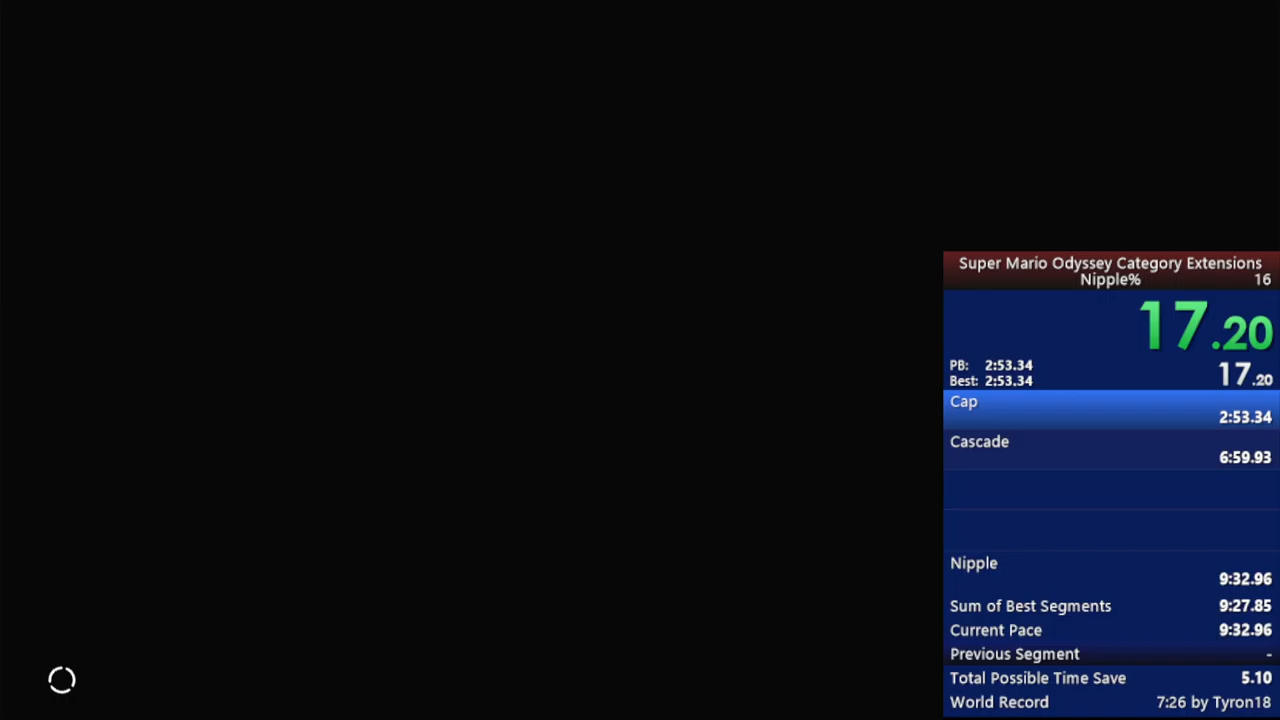 Super Mario Odyssey Category Extensions
Nipple% 16
17.20
PB: 2:53.34
Best: 2:53.34 17.20
Cap
2:53.34
Cascade
6:59.93
Nipple
9:32.96
Sum of Best Segments 9:27.85
Current Pace 9:32.96
Previous Segment -
Total Possible Time Save 5.10
World Record 7:26 by Tyron18